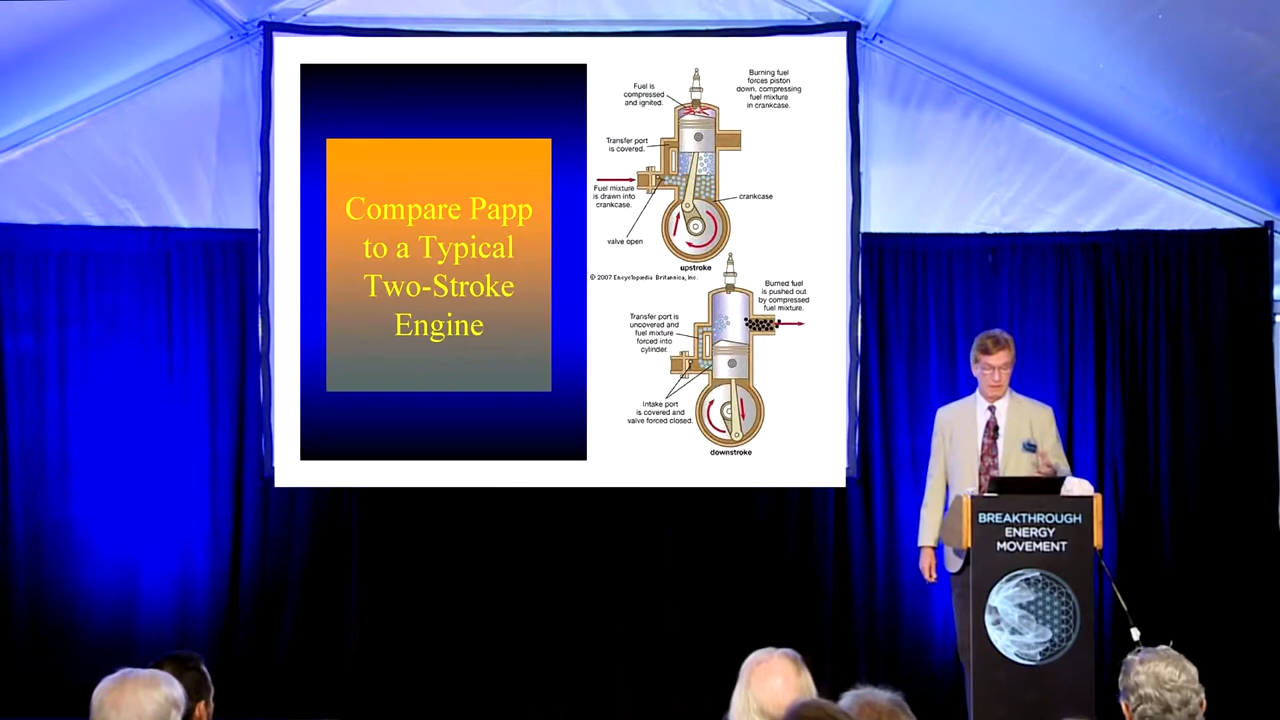 Compare Papp
to a Typical
Two-Stroke
Engine
Fuel is
compressed
and ignited.
Burning fuel
forces piston
down, compressing
fuel mixture
in crankcase.
Transfer port
is covered.
Fuel mixture
is drawn into
crankcase.
crankcase
valve open
upstroke
© 2007 Encyclopædia Britannica, Inc.
Burned fuel
is pushed out
by compressed
fuel mixture.
Transfer port is
uncovered and
fuel mixture
forced into
cylinder.
Intake port
is covered and
valve forced closed.
downstroke
BREAKTHROUGH
ENERGY
MOVEMENT